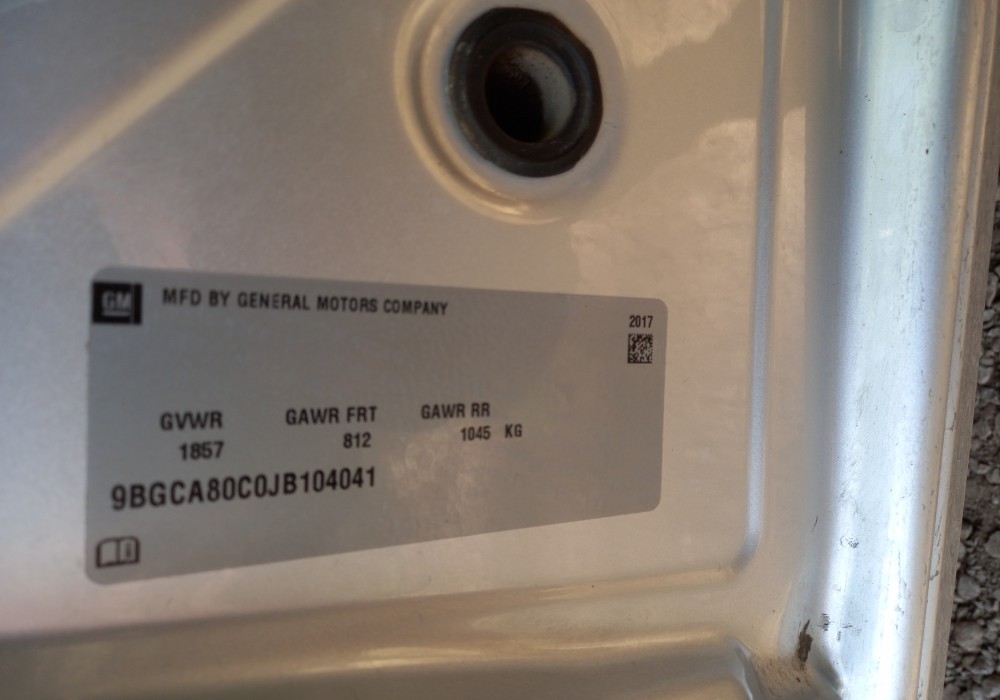 GM MFD BY GENERAL MOTORS COMPANY
2017
GVWR GAWR FRT GAWR RR
1857 812 1045 KG
9BGCA80C0JB104041